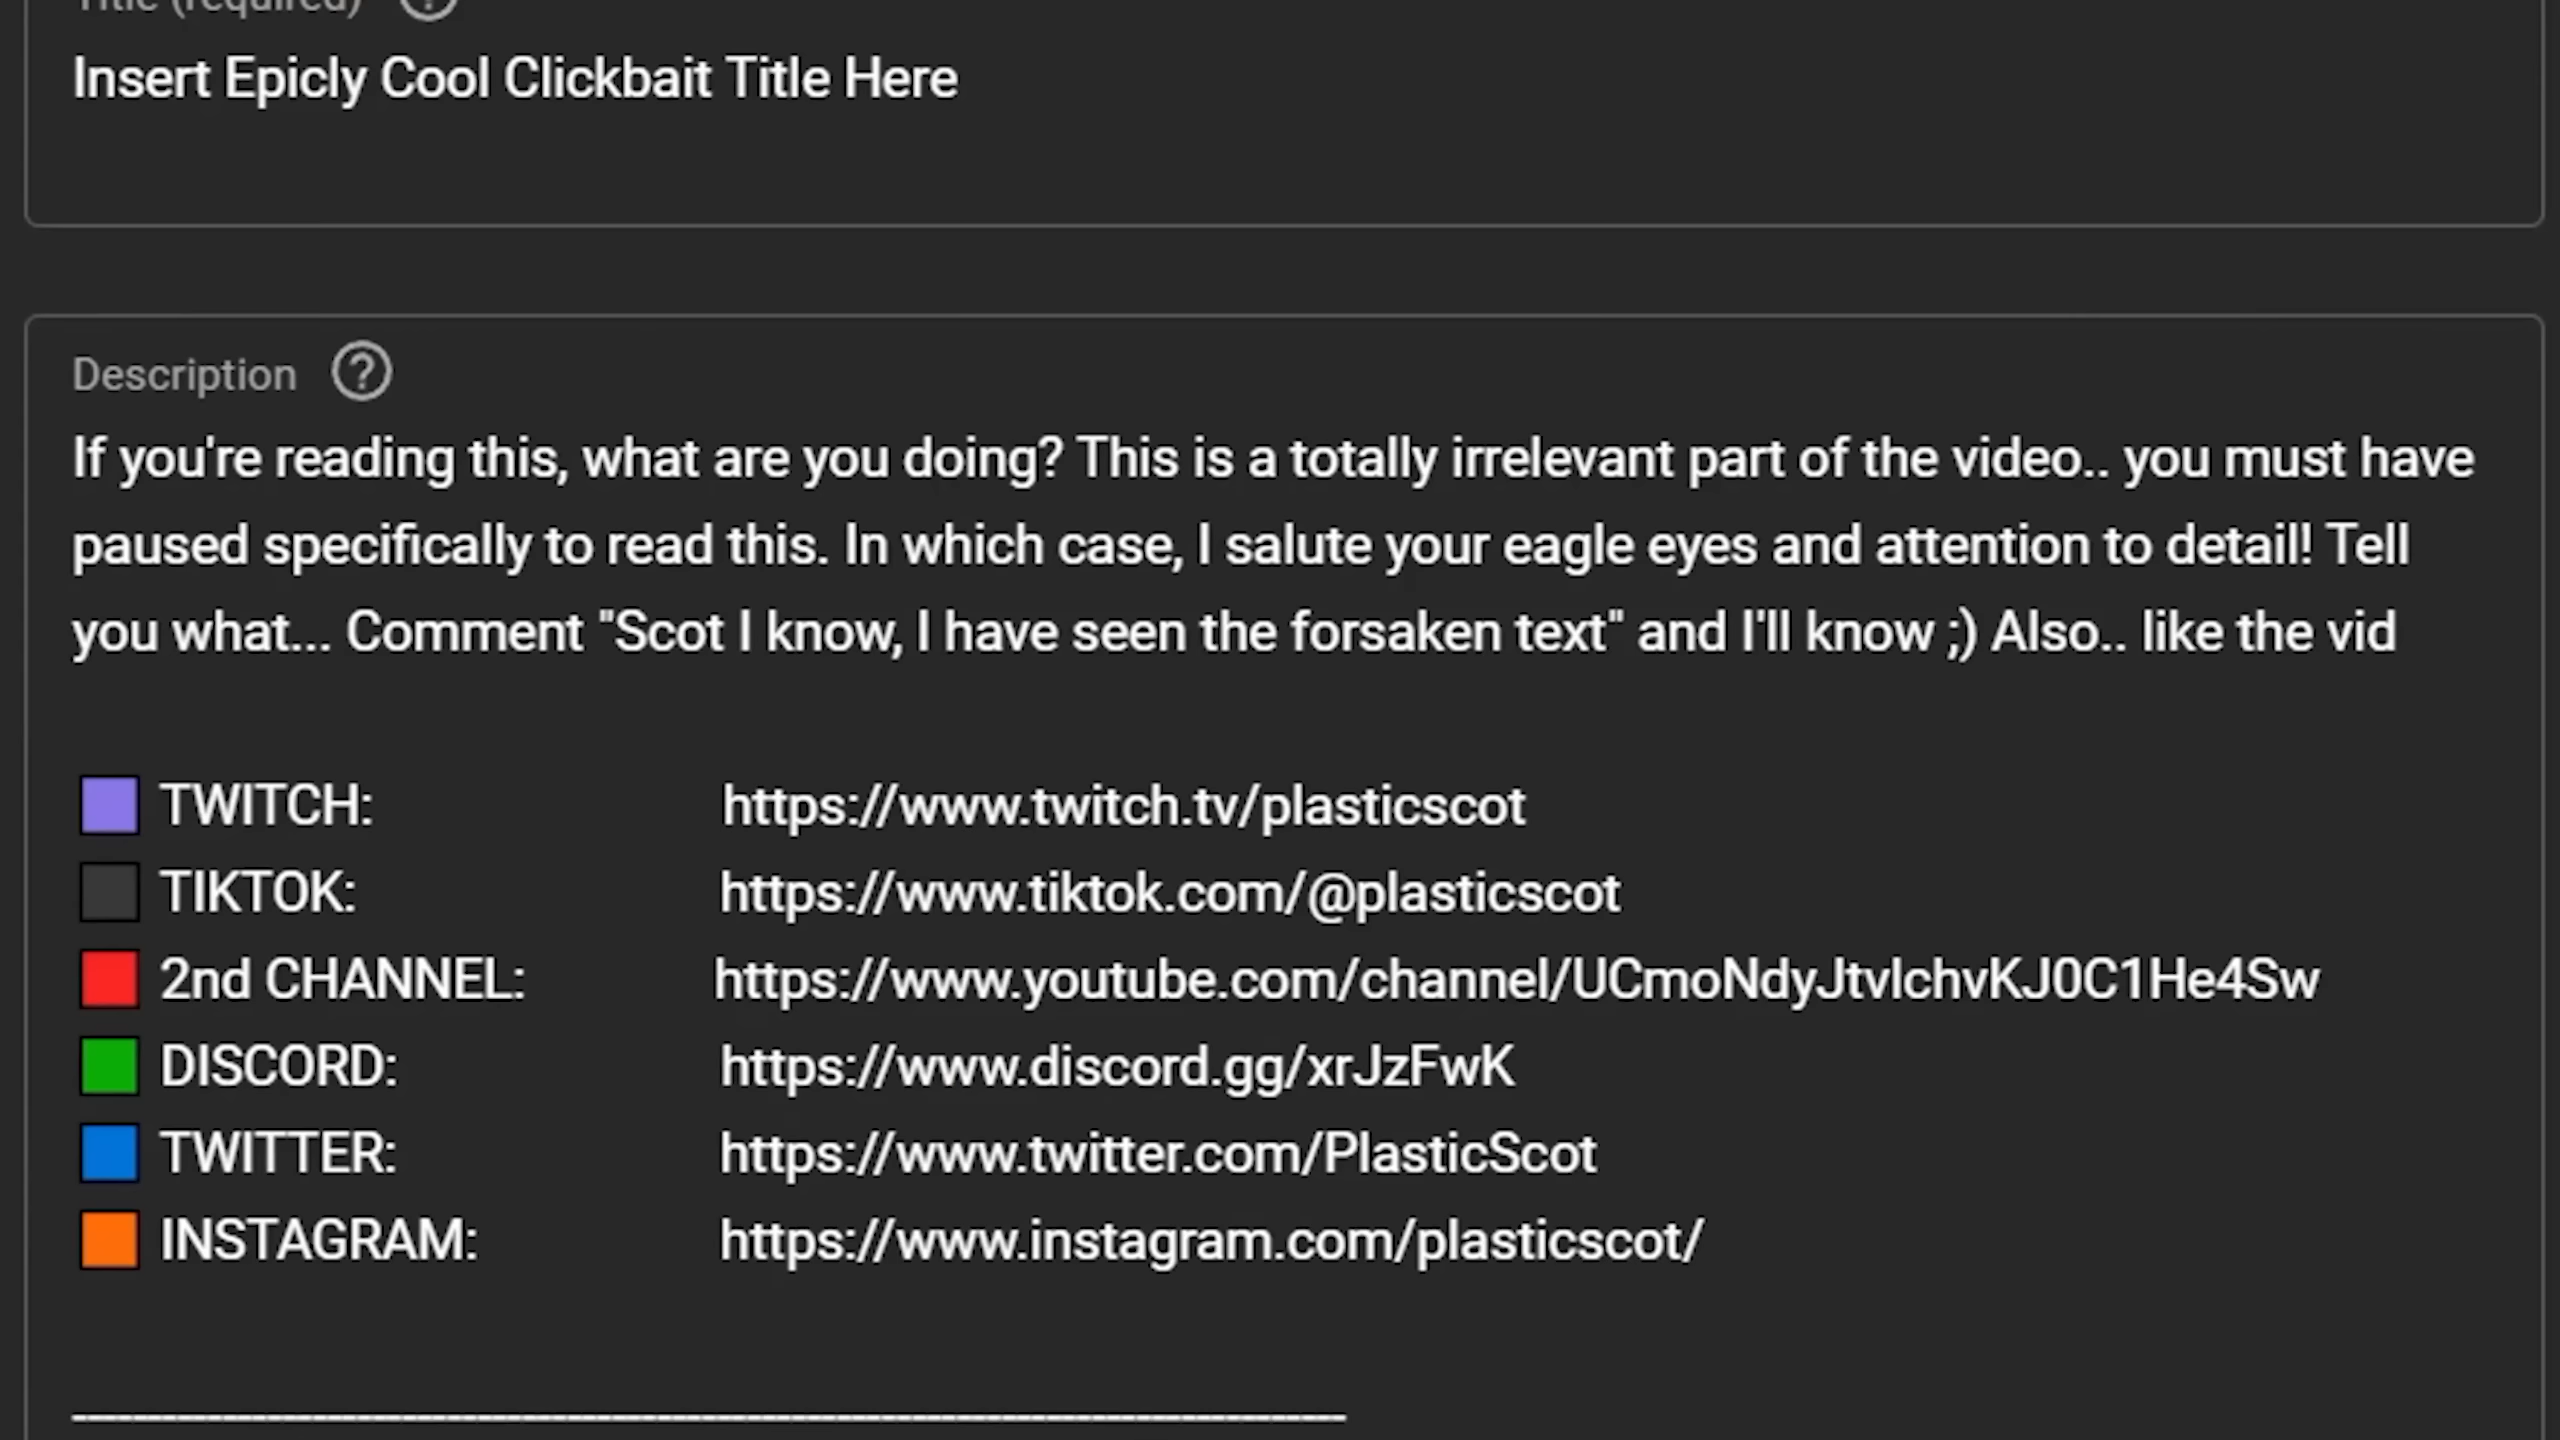 Title (required)
Insert Epicly Cool Clickbait Title Here
Description ?
If you're reading this, what are you doing? This is a totally irrelevant part of the video.. you must have
paused specifically to read this. In which case, I salute your eagle eyes and attention to detail! Tell
you what... Comment "Scot I know, I have seen the forsaken text" and I'll know ;) Also.. like the vid
TWITCH: https://www.twitch.tv/plasticscot
TIKTOK: https://www.tiktok.com/@plasticscot
2nd CHANNEL: https://www.youtube.com/channel/UCmoNdyJtvlchvKJ0C1He4Sw
DISCORD: https://www.discord.gg/xrJzFwK
TWITTER: https://www.twitter.com/PlasticScot
INSTAGRAM: https://www.instagram.com/plasticscot/